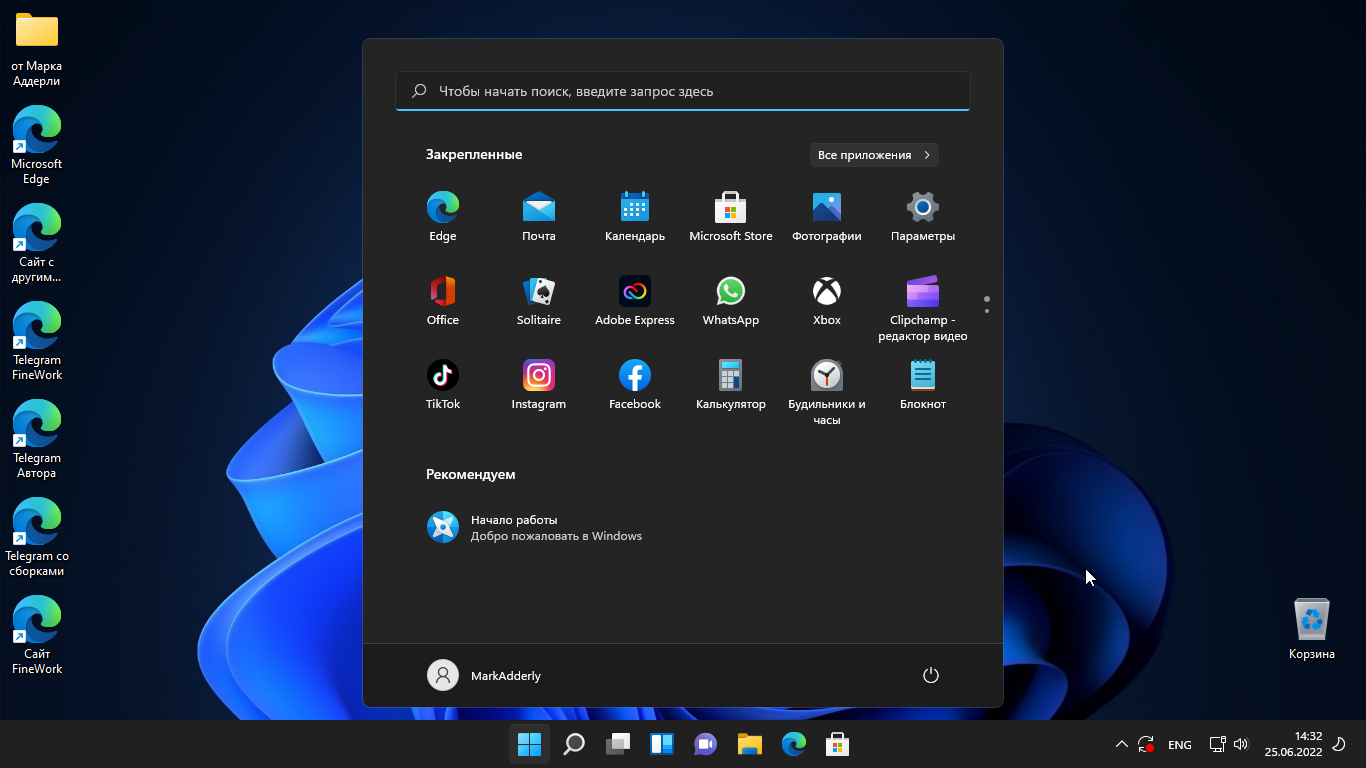 от Марка
Аддерли
Microsoft
Edge
Сайт с
другим...
Telegram
FineWork
Telegram
Автора
Telegram со
сборками
Сайт
FineWork
Чтобы начать поиск, введите запрос здесь
Закрепленные
Все приложения
Edge
Почта
Календарь
Microsoft Store
Фотографии
Параметры
Office
Solitaire
Adobe Express
WhatsApp
Xbox
Clipchamp -
редактор видео
TikTok
Instagram
Facebook
Калькулятор
Будильники и
часы
Блокнот
Рекомендуем
Начало работы
Добро пожаловать в Windows
MarkAdderly
Корзина
ENG
14:32
25.06.2022